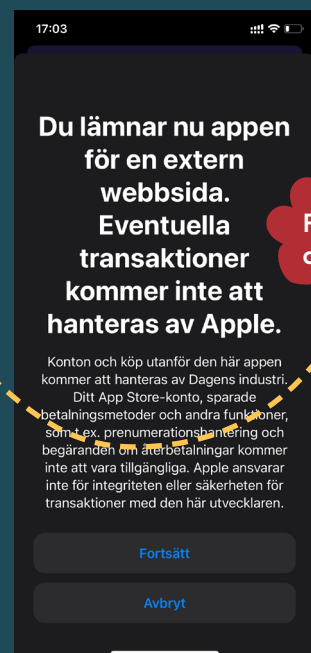 17:03
Du lämnar nu appen
för en extern
webbsida.
Eventuella
transaktioner
kommer inte att
hanteras av Apple.
Konton och köp utanför den här appen
kommer att hanteras av Dagens industri.
Ditt App Store-konto, sparade
betalningsmetoder och andra funktioner,
som t.ex. prenumerationshantering och
begäranden om återbetalningar kommer
inte att vara tillgängliga. Apple ansvarar
inte för integriteten eller säkerheten för
transaktioner med den här utvecklaren.
Fortsätt
Avbryt